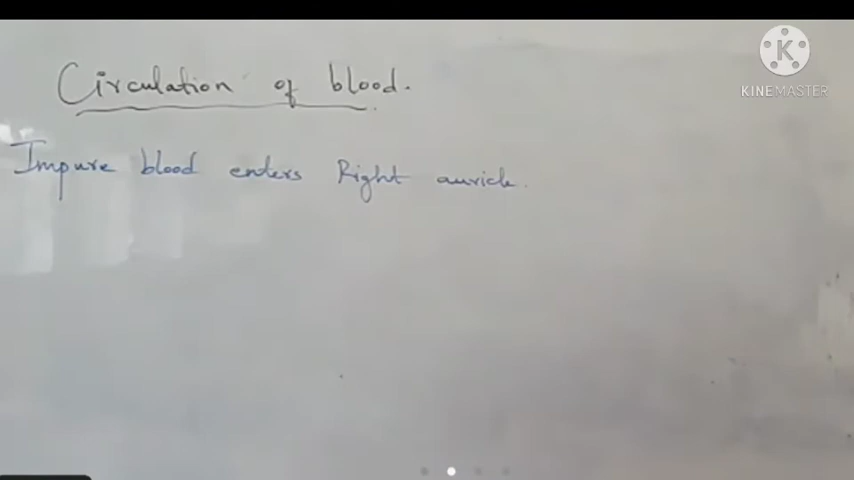 K
KINEMASTER
Circulation of blood.
Impure blood enters Right auricle.